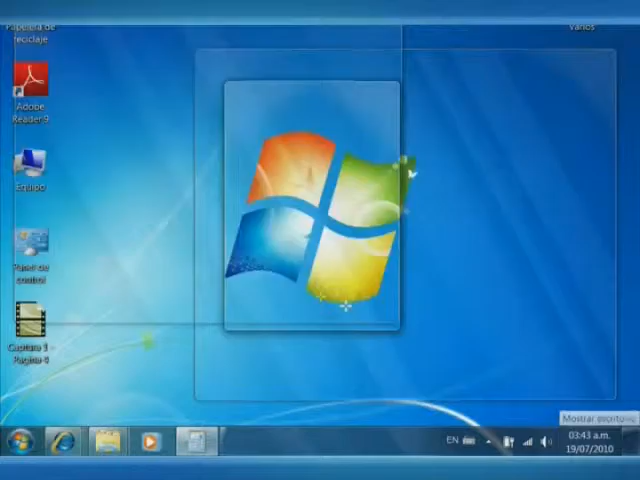 Papelera de
reciclaje
Varios
Adobe
Reader 9
Equipo
Panel de
control
Captura 1 -
Pagina 4
Mostrar escritorio
EN
03:43 a.m.
19/07/2010